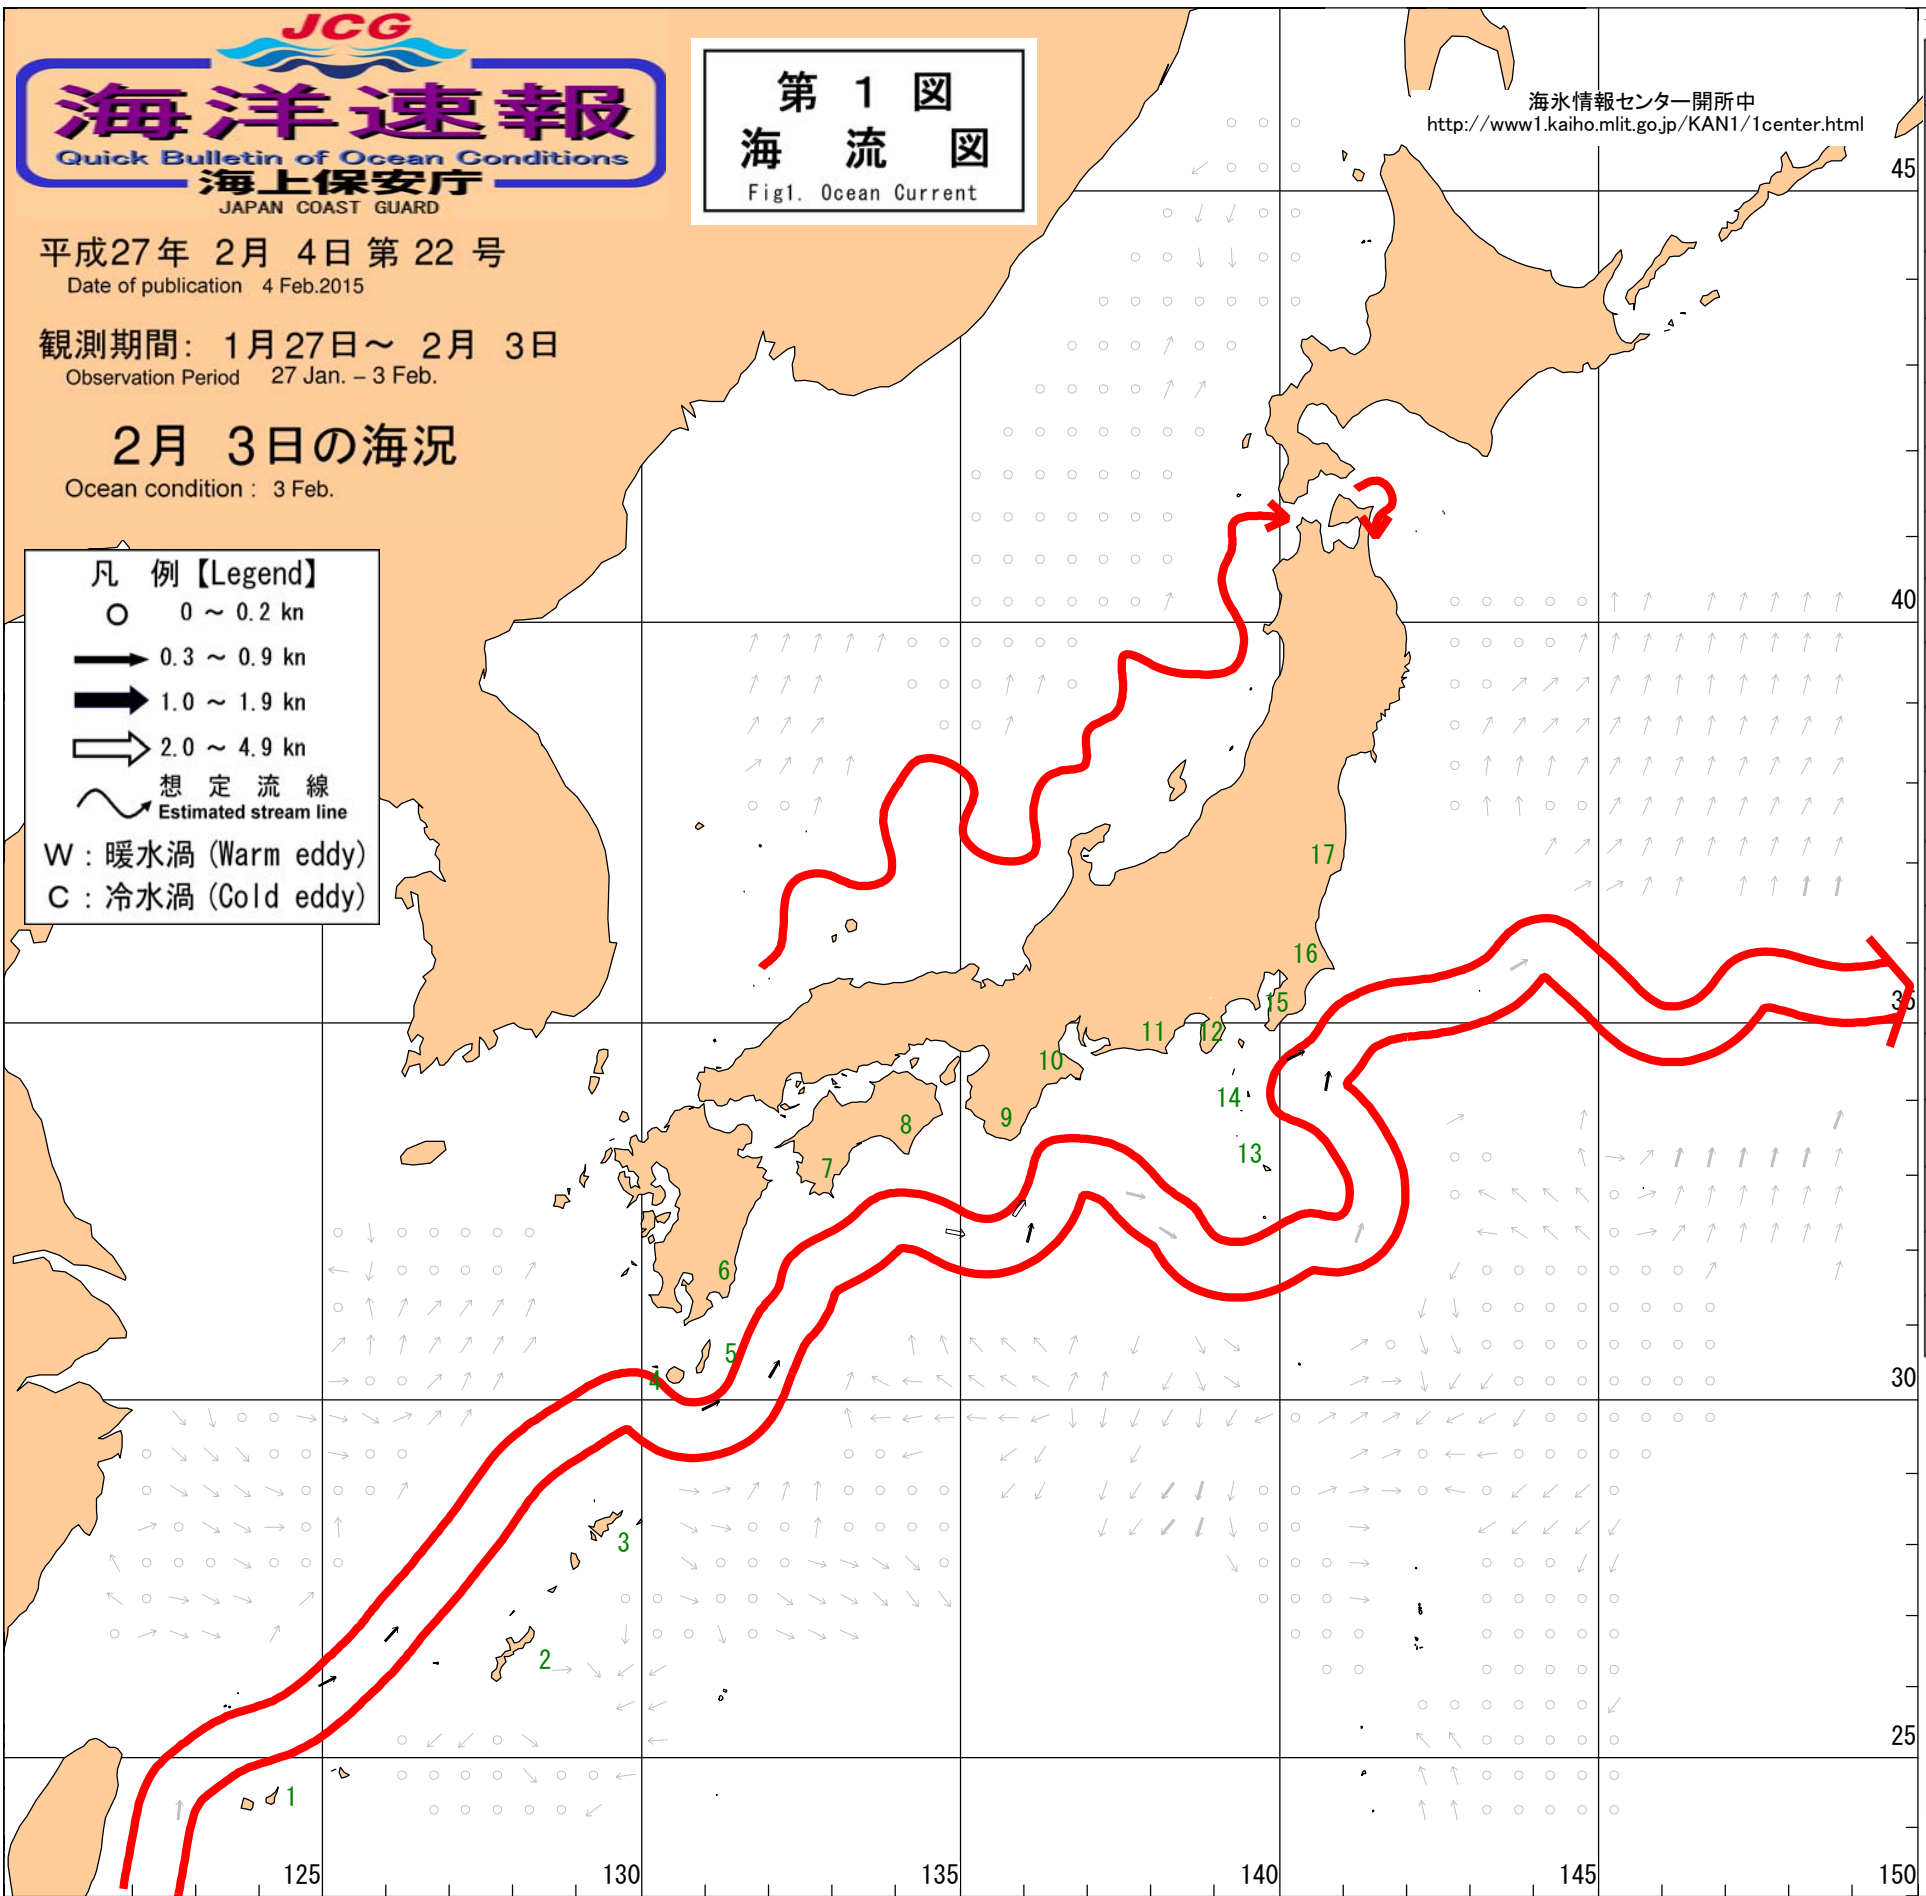 JCG
海洋速報
Quick Bulletin of Ocean Conditions
海上保安庁
JAPAN COAST GUARD
第 1 図
海 流 図
Fig1. Ocean Current
海氷情報センター開所中
http://www1.kaiho.mlit.go.jp/KAN1/1center.html
平成27年 2月 4日 第 22 号
Date of publication 4 Feb.2015
観測期間: 1月27日～ 2月 3日
Observation Period 27 Jan. – 3 Feb.
2月 3日の海況
Ocean condition : 3 Feb.
凡 例【Legend】
0 ～ 0.2 kn
0.3 ～ 0.9 kn
1.0 ～ 1.9 kn
2.0 ～ 4.9 kn
想 定 流 線
Estimated stream line
W : 暖水渦 (Warm eddy)
C : 冷水渦 (Cold eddy)
45
40
17
16
35
15
11
12
10
14
9
8
13
7
6
5
4
30
3
2
25
1
125
130
135
140
145
150